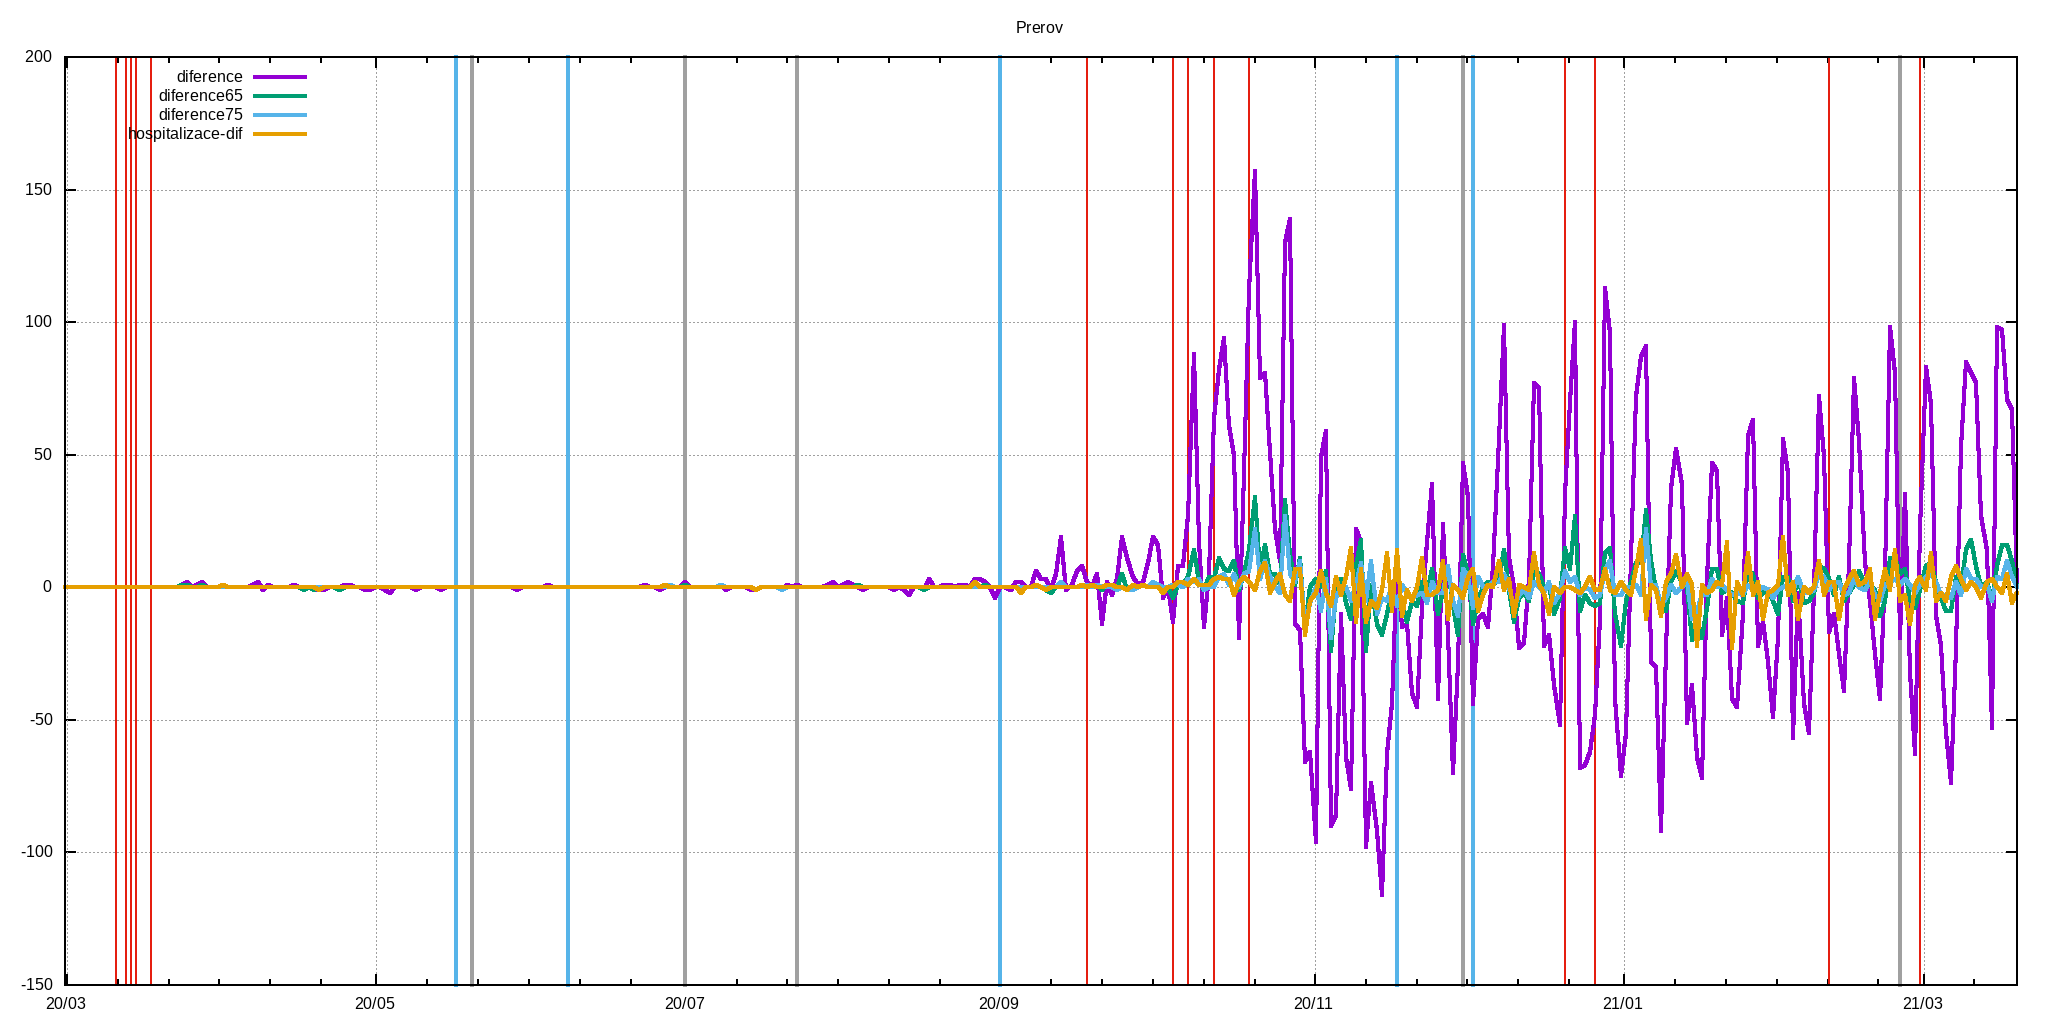 Prerov
200
diference
diference65
diference75
hospitalizace-dif
150
100
50
0
-50
-100
-150
20/03 20/05 20/07 20/09 20/11 21/01 21/03